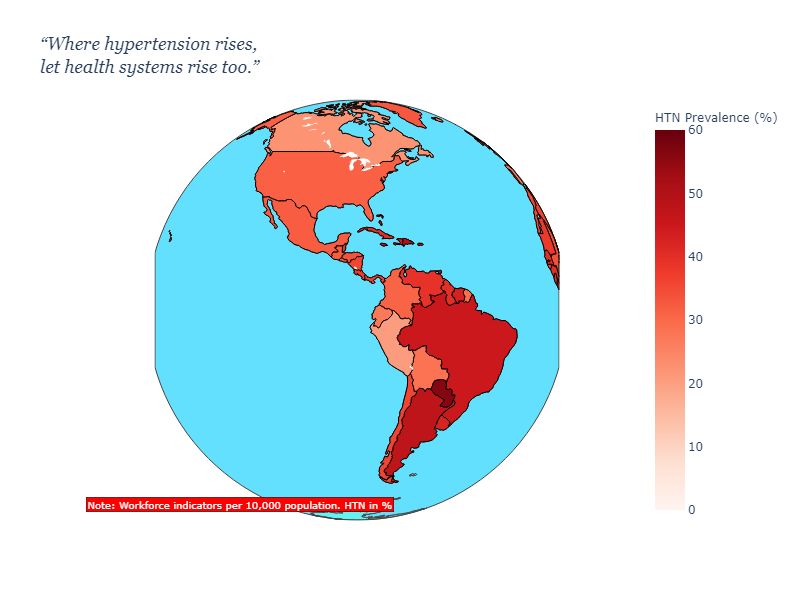 “Where hypertension rises,
let health systems rise too.”
HTN Prevalence (%)
60
50
40
30
20
10
0
Note: Workforce indicators per 10,000 population. HTN in %